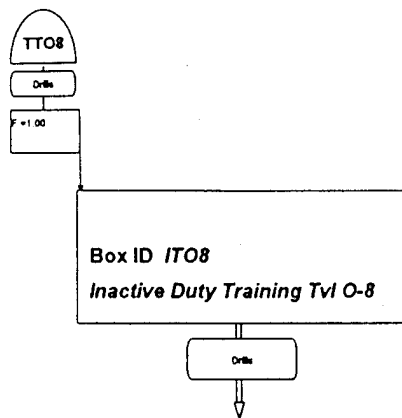 TTO8
Drills
F =1.00
Box ID ITO8
Inactive Duty Training Tvl O-8
Drills